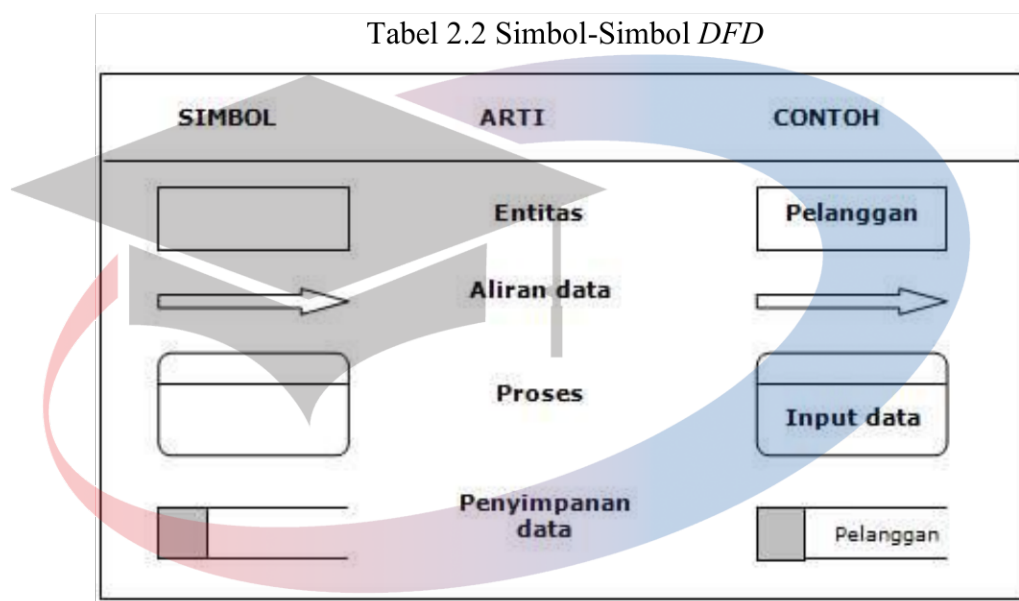 Tabel 2.2 Simbol-Simbol DFD
SIMBOL ARTI CONTOH
Entitas Pelanggan
Aliran data
Proses Input data
Penyimpanan
data Pelanggan